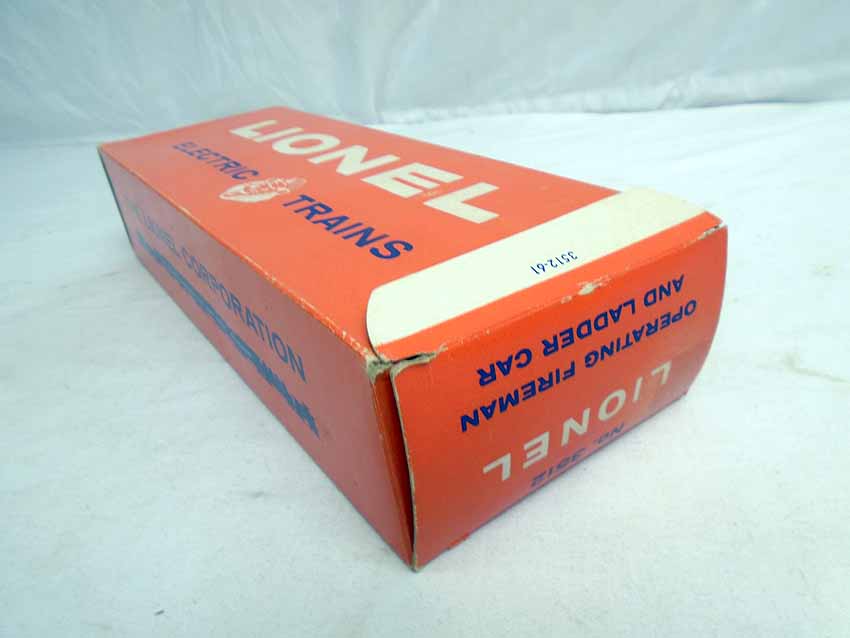 LIONEL
ELECTRIC TRAINS
LIONEL CORPORATION
3512-61
No. 3512
LIONEL
OPERATING FIREMAN
AND LADDER CAR